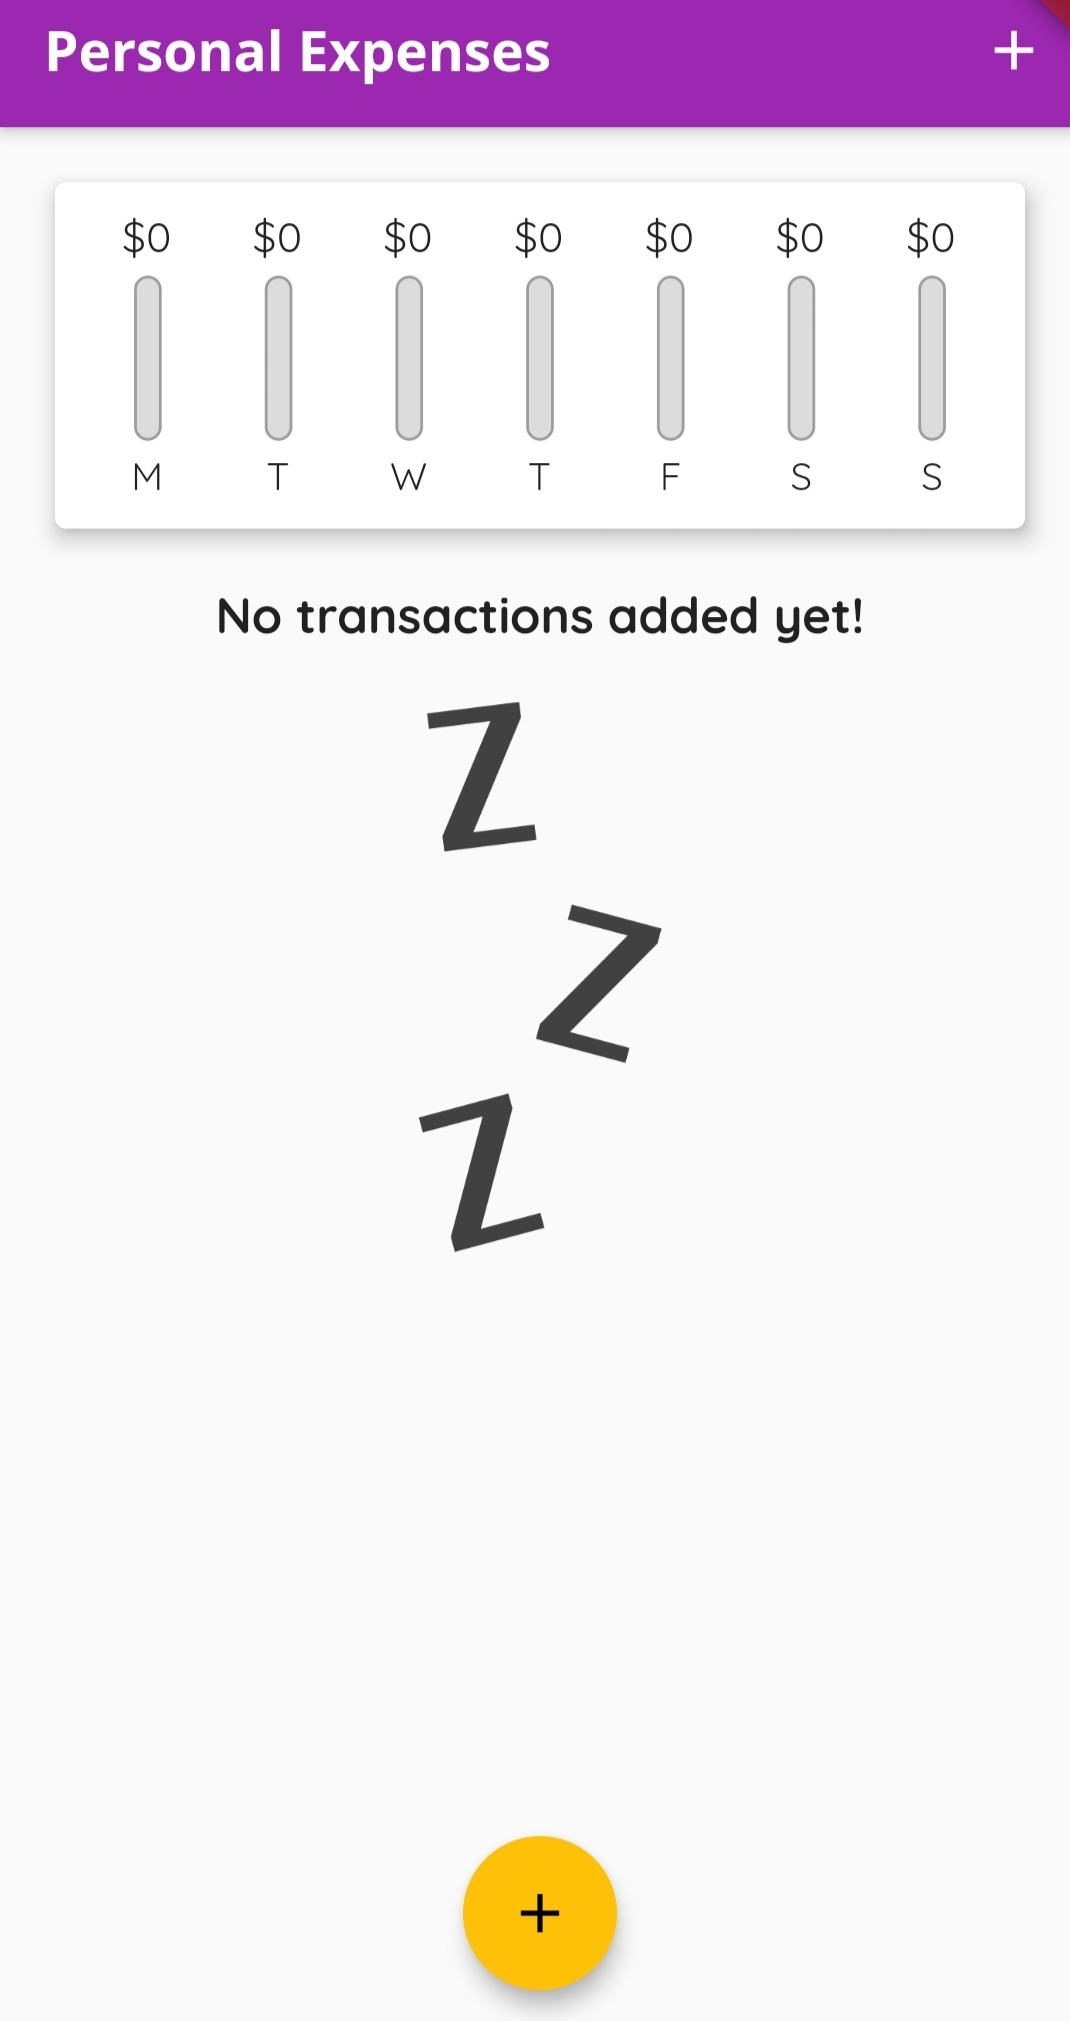 Personal Expenses +
$0 $0 $0 $0 $0 $0 $0
M T W T F S S
No transactions added yet!
Z
Z
Z
+